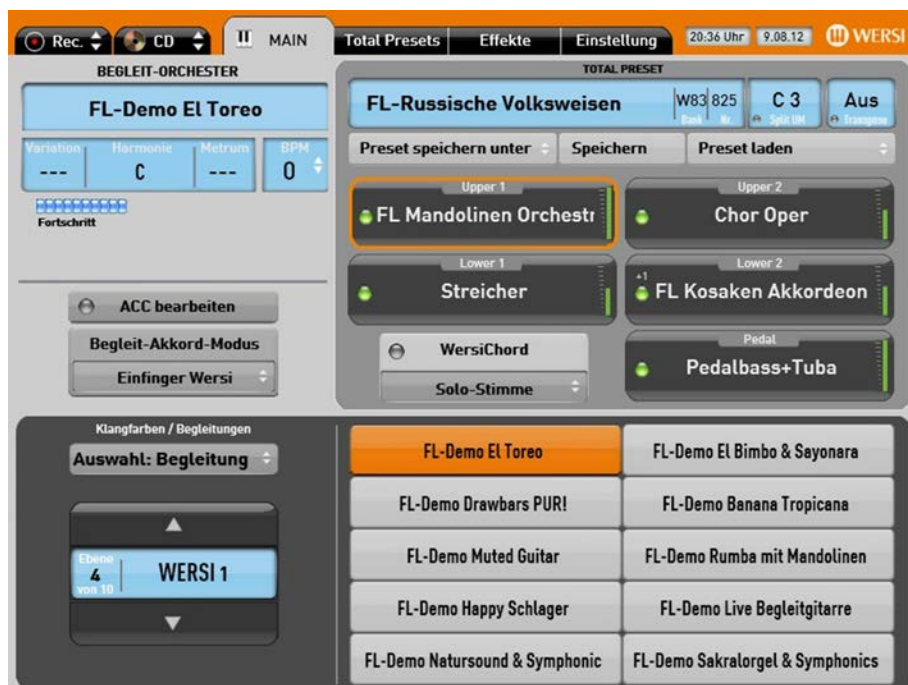 Rec.
CD
MAIN
Total Presets
Effekte
Einstellung
20:36 Uhr
9.08.12
WERSI
BEGLEIT-ORCHESTER
FL-Demo El Toreo
Variation
Harmonie
Metrum
BPM
---
C
---
0
Fortschritt
ACC bearbeiten
Begleit-Akkord-Modus
Einfinger Wersi
TOTAL PRESET
FL-Russische Volksweisen
W83
825
C 3
Aus
Bank
Nr.
Split UM
Transpose
Preset speichern unter
Speichern
Preset laden
Upper 1
FL Mandolinen Orchestr
Upper 2
Chor Oper
Lower 1
Streicher
Lower 2
+1
FL Kosaken Akkordeon
WersiChord
Solo-Stimme
Pedal
Pedalbass+Tuba
Klangfarben / Begleitungen
Auswahl: Begleitung
Ebene
4
von 10
WERSI 1
FL-Demo El Toreo
FL-Demo El Bimbo & Sayonara
FL-Demo Drawbars PUR!
FL-Demo Banana Tropicana
FL-Demo Muted Guitar
FL-Demo Rumba mit Mandolinen
FL-Demo Happy Schlager
FL-Demo Live Begleitgitarre
FL-Demo Natursound & Symphonic
FL-Demo Sakralorgel & Symphonics